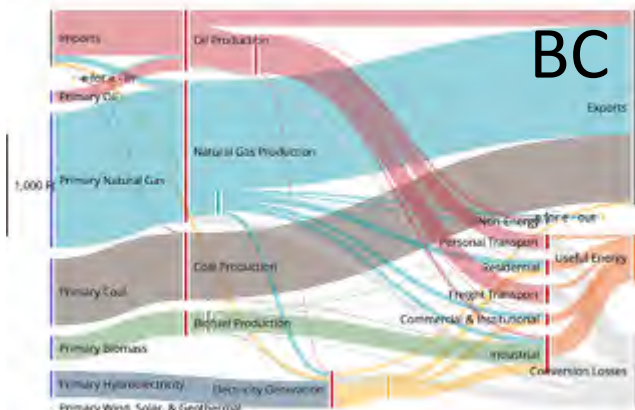 BC
Imports
Oil Production
Primary Oil
Exports
Natural Gas Production
1,000 P
Primary Natural Gas
Non-Energy
Personal Transport
Useful Energy
Residential
Coal Production
Primary Coal
Freight Transport
Commercial & Institutional
Biofuel Production
Primary Biomass
Industrial
Conversion Losses
Primary Hydroelectricity
Electricity Generation
Primary Wind, Solar, & Geothermal